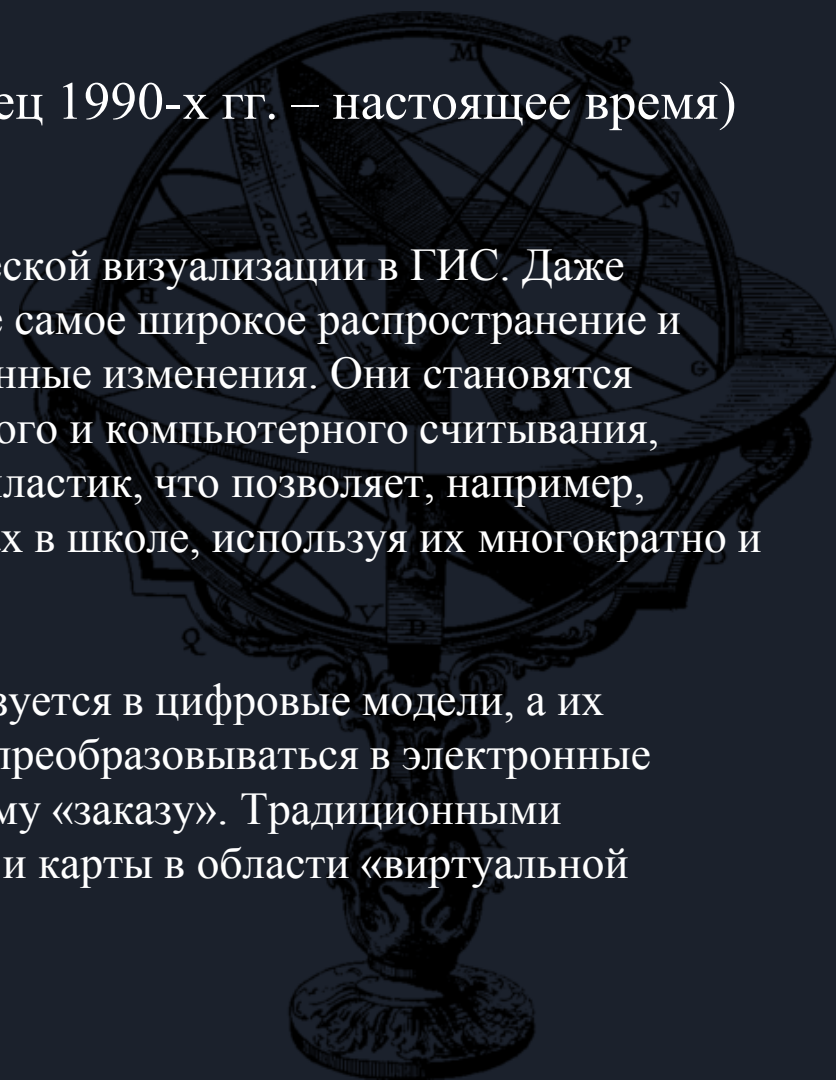 ец 1990-х гг. – настоящее время)
еской визуализации в ГИС. Даже
е самое широкое распространение и
нные изменения. Они становятся
ого и компьютерного считывания,
ластик, что позволяет, например,
ах в школе, используя их многократно и
зуется в цифровые модели, а их
преобразовываться в электронные
му «заказу». Традиционными
и карты в области «виртуальной